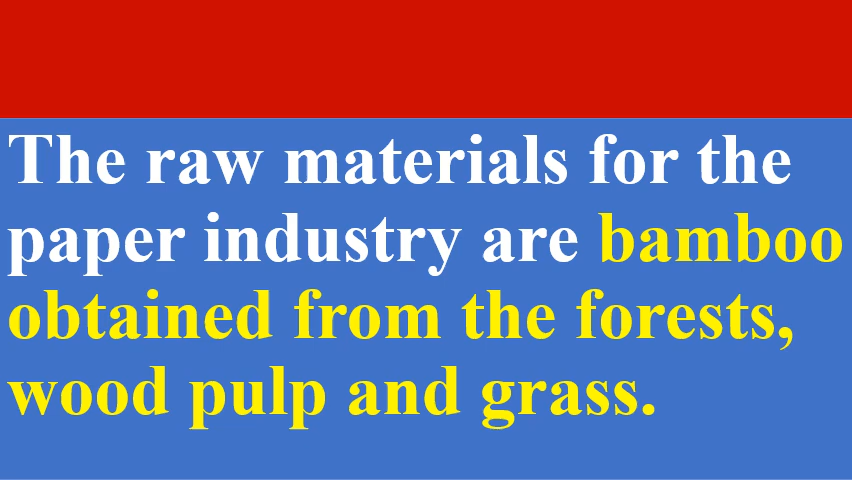 The raw materials for the
paper industry are bamboo
obtained from the forests,
wood pulp and grass.